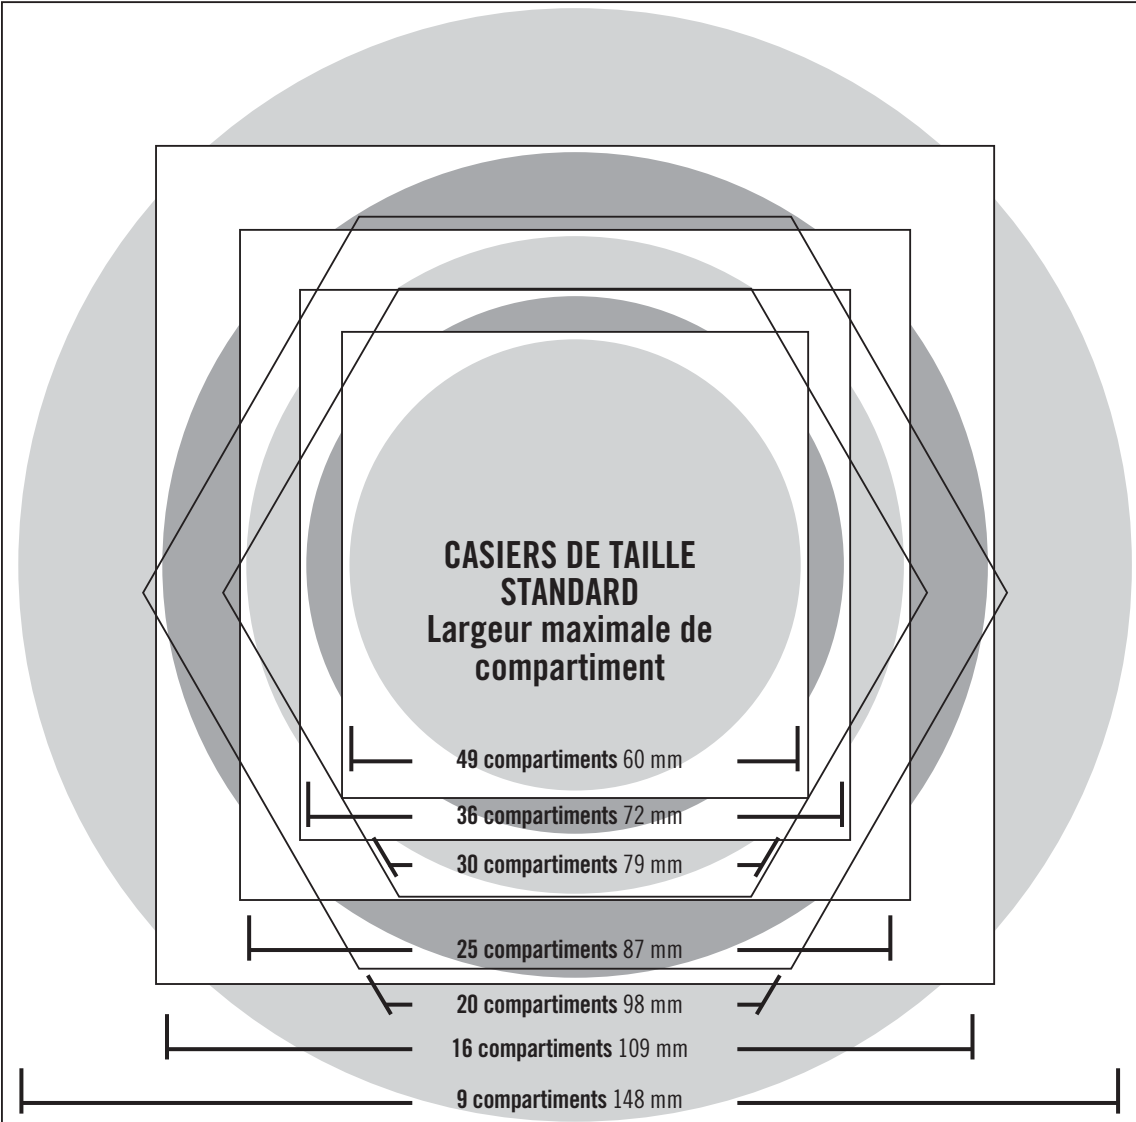 CASIERS DE TAILLE
STANDARD
Largeur maximale de
compartiment
49 compartiments 60 mm
36 compartiments 72 mm
30 compartiments 79 mm
25 compartiments 87 mm
20 compartiments 98 mm
16 compartiments 109 mm
9 compartiments 148 mm